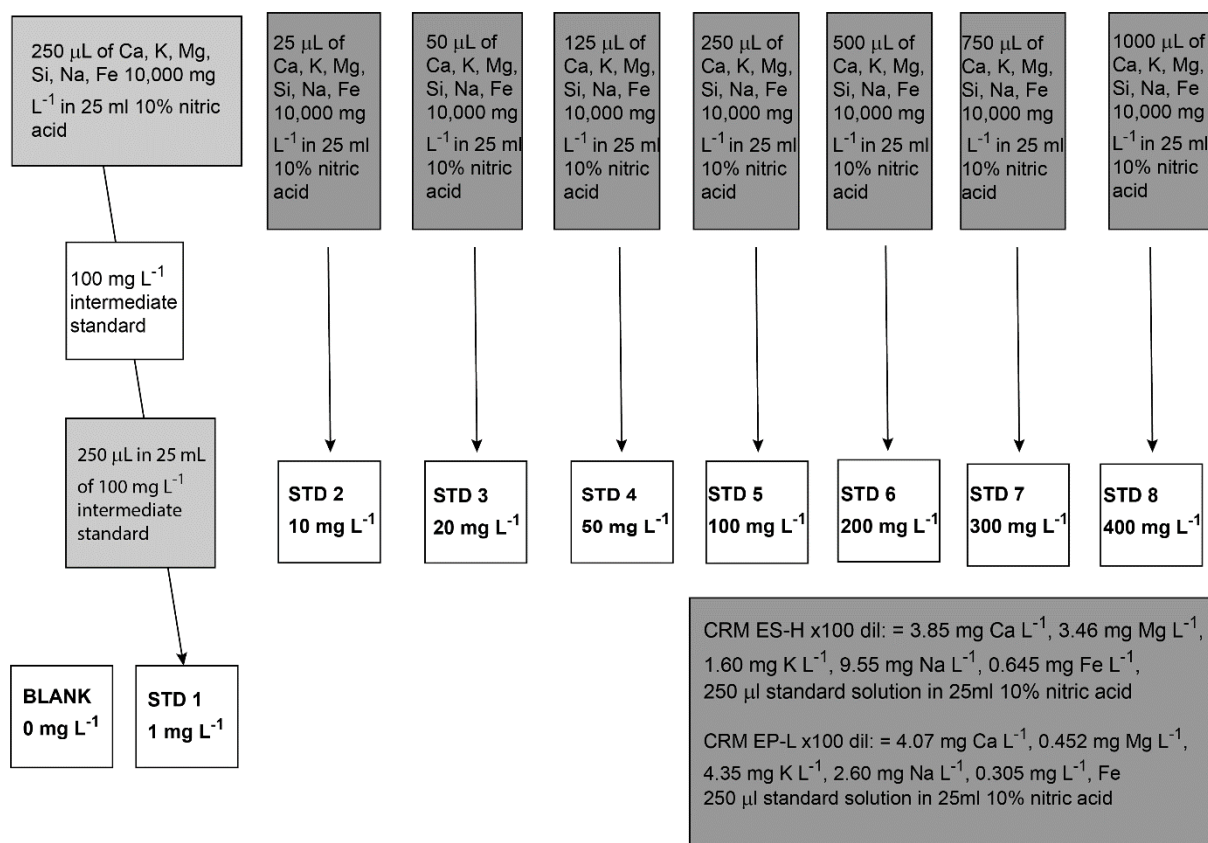 250 μL of Ca, K, Mg,
Si, Na, Fe 10,000 mg
L⁻¹ in 25 ml 10% nitric
acid
100 mg L⁻¹
intermediate
standard
250 μL in 25 mL
of 100 mg L⁻¹
intermediate
standard
BLANK
0 mg L⁻¹
STD 1
1 mg L⁻¹
25 μL of
Ca, K, Mg,
Si, Na, Fe
10,000 mg
L⁻¹ in 25 ml
10% nitric
acid
STD 2
10 mg L⁻¹
50 μL of
Ca, K, Mg,
Si, Na, Fe
10,000 mg
L⁻¹ in 25 ml
10% nitric
acid
STD 3
20 mg L⁻¹
125 μL of
Ca, K, Mg,
Si, Na, Fe
10,000 mg
L⁻¹ in 25 ml
10% nitric
acid
STD 4
50 mg L⁻¹
250 μL of
Ca, K, Mg,
Si, Na, Fe
10,000 mg
L⁻¹ in 25 ml
10% nitric
acid
STD 5
100 mg L⁻¹
500 μL of
Ca, K, Mg,
Si, Na, Fe
10,000 mg
L⁻¹ in 25 ml
10% nitric
acid
STD 6
200 mg L⁻¹
750 μL of
Ca, K, Mg,
Si, Na, Fe
10,000 mg
L⁻¹ in 25 ml
10% nitric
acid
STD 7
300 mg L⁻¹
1000 μL of
Ca, K, Mg,
Si, Na, Fe
10,000 mg
L⁻¹ in 25 ml
10% nitric
acid
STD 8
400 mg L⁻¹
CRM ES-H x100 dil: = 3.85 mg Ca L⁻¹, 3.46 mg Mg L⁻¹,
1.60 mg K L⁻¹, 9.55 mg Na L⁻¹, 0.645 mg Fe L⁻¹,
250 μl standard solution in 25ml 10% nitric acid
CRM EP-L x100 dil: = 4.07 mg Ca L⁻¹, 0.452 mg Mg L⁻¹,
4.35 mg K L⁻¹, 2.60 mg Na L⁻¹, 0.305 mg L⁻¹, Fe
250 μl standard solution in 25ml 10% nitric acid